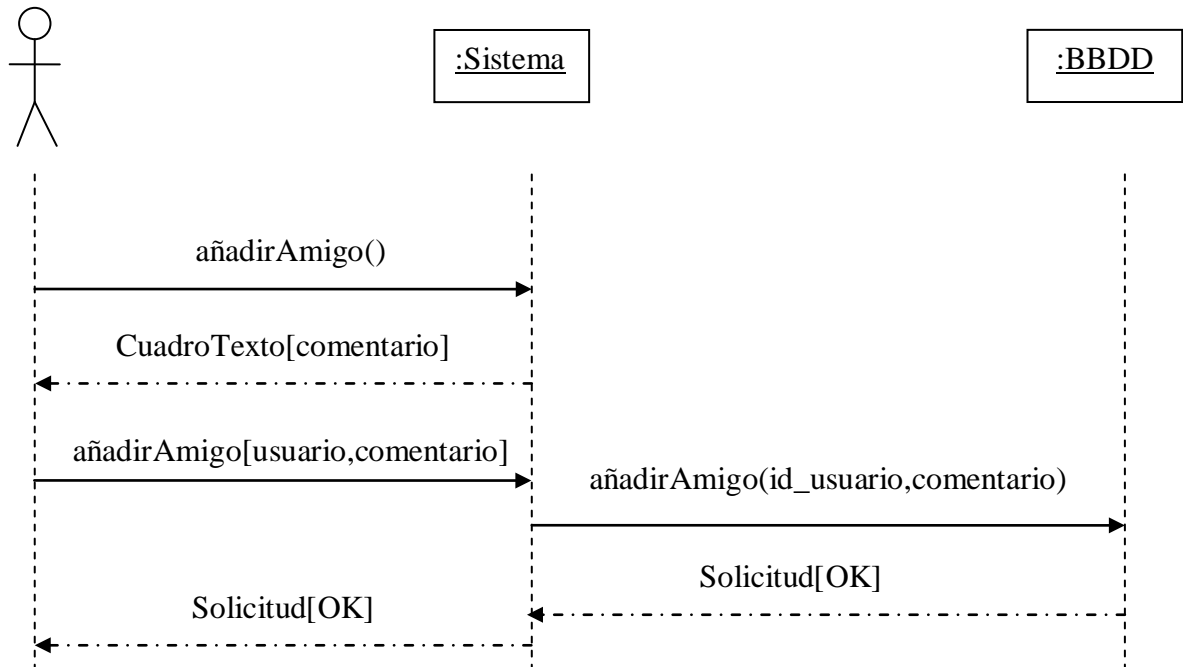 :Sistema
:BBDD
añadirAmigo()
CuadroTexto[comentario]
añadirAmigo[usuario,comentario]
añadirAmigo(id_usuario,comentario)
Solicitud[OK]
Solicitud[OK]